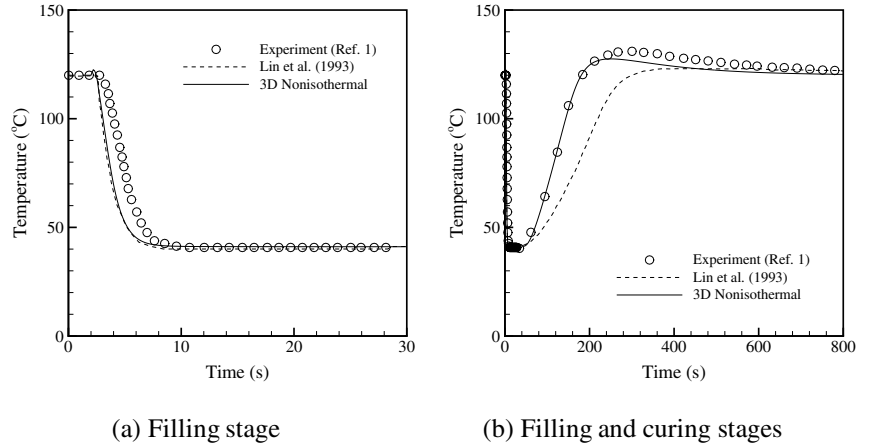 150
100
50
0
Temperature (°C)
Experiment (Ref. 1)
Lin et al. (1993)
3D Nonisothermal
0 10 20 30
Time (s)
(a) Filling stage
150
100
50
0
Temperature (°C)
Experiment (Ref. 1)
Lin et al. (1993)
3D Nonisothermal
0 200 400 600 800
Time (s)
(b) Filling and curing stages